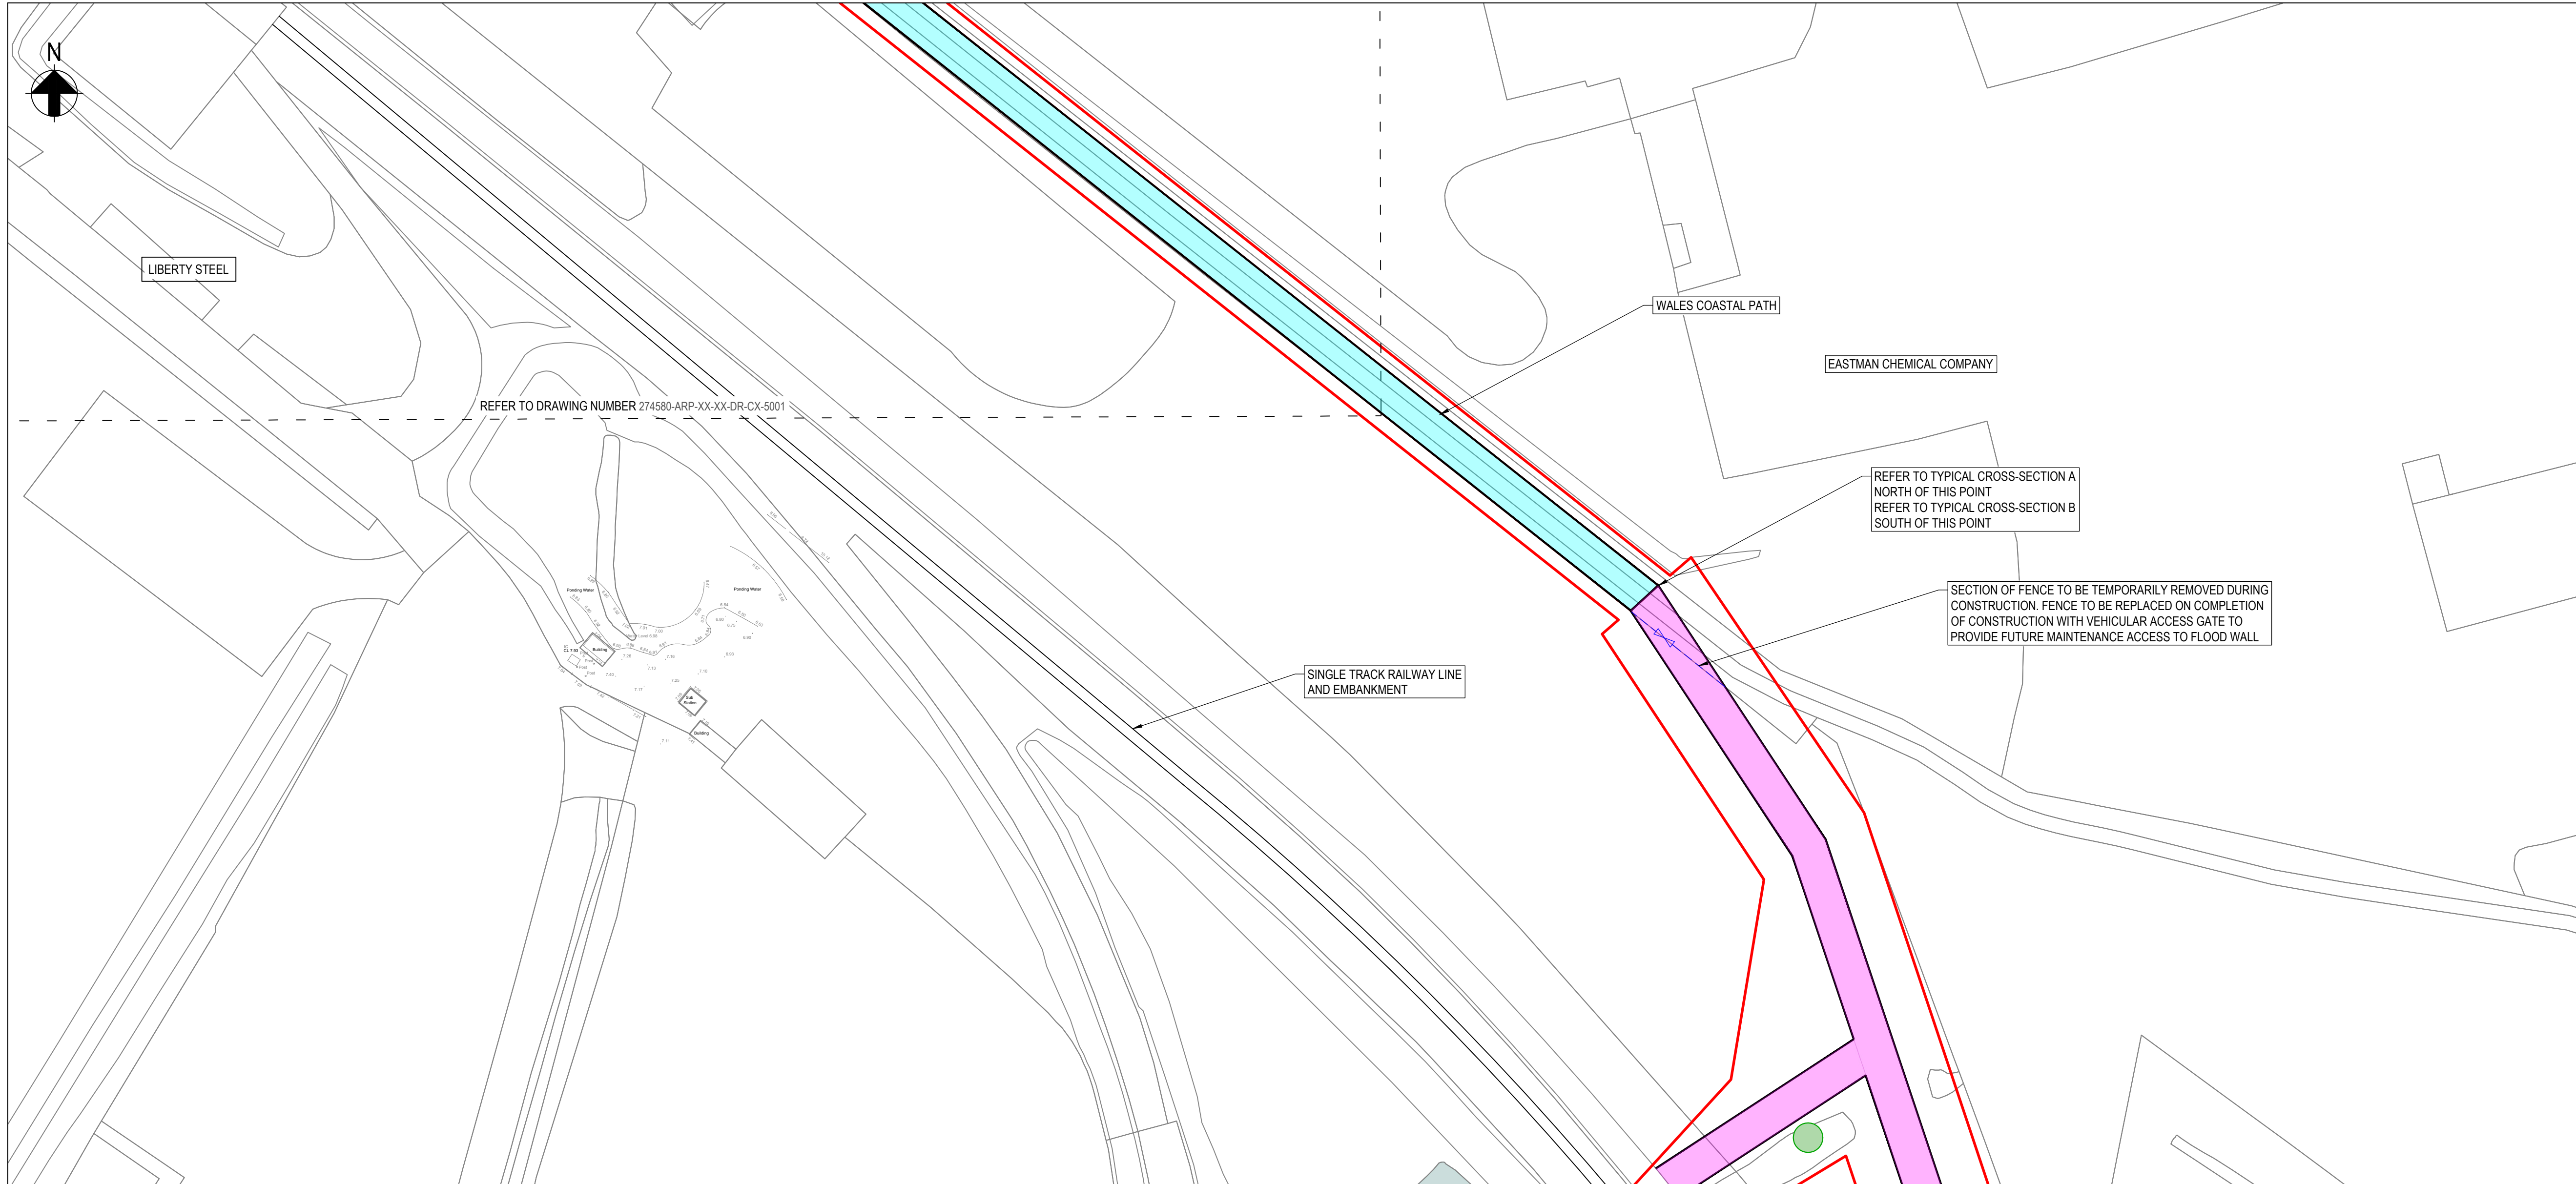 N
LIBERTY STEEL
WALES COASTAL PATH
EASTMAN CHEMICAL COMPANY
REFER TO DRAWING NUMBER 274580-ARP-XX-XX-DR-CX-5001
REFER TO TYPICAL CROSS-SECTION A
NORTH OF THIS POINT
REFER TO TYPICAL CROSS-SECTION B
SOUTH OF THIS POINT
SECTION OF FENCE TO BE TEMPORARILY REMOVED DURING
CONSTRUCTION. FENCE TO BE REPLACED ON COMPLETION
OF CONSTRUCTION WITH VEHICULAR ACCESS GATE TO
PROVIDE FUTURE MAINTENANCE ACCESS TO FLOOD WALL
SINGLE TRACK RAILWAY LINE
AND EMBANKMENT
Ponding Water
Ponding Water
Building
CL 7.93
Sub
Station
Building